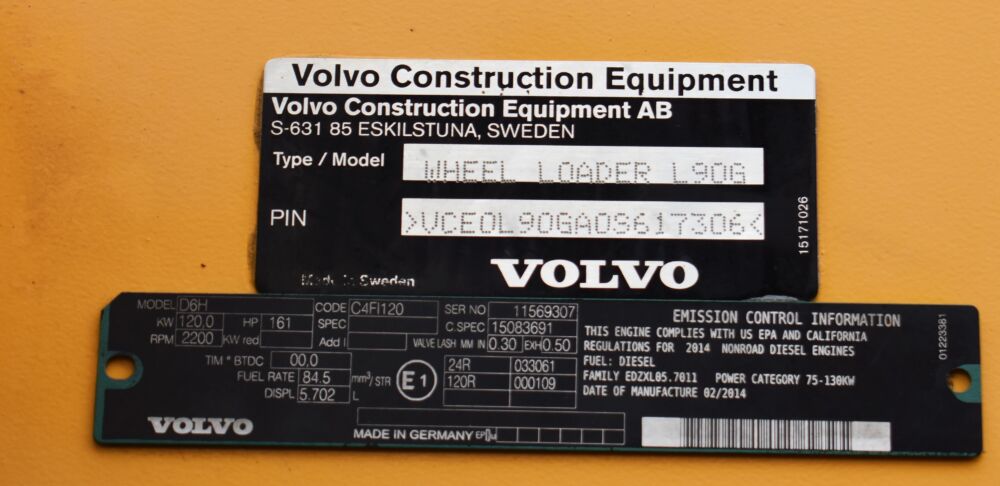 Volvo Construction Equipment
Volvo Construction Equipment AB
S-631 85 ESKILSTUNA, SWEDEN
Type / Model WHEEL LOADER L90G
PIN >VCE0L90GA0S617306<
15171026
Made in Sweden
VOLVO
MODEL D6H
KW 120.0 HP 161
RPM 2200 KW red
TIM ° BTDC 00.0
FUEL RATE 84.5 mm³/STR
DISPL 5.702 L
VOLVO
CODE C4FI120
SPEC
Add I
SER NO 11569307
C.SPEC 15083691
VALVE LASH MM IN 0.30 EXH 0.50
E1
24R 033061
120R 000109
MADE IN GERMANY
EMISSION CONTROL INFORMATION
THIS ENGINE COMPLIES WITH US EPA AND CALIFORNIA
REGULATIONS FOR 2014 NONROAD DIESEL ENGINES
FUEL: DIESEL
FAMILY EDZXL05.7011 POWER CATEGORY 75-130KW
DATE OF MANUFACTURE 02/2014
01223381